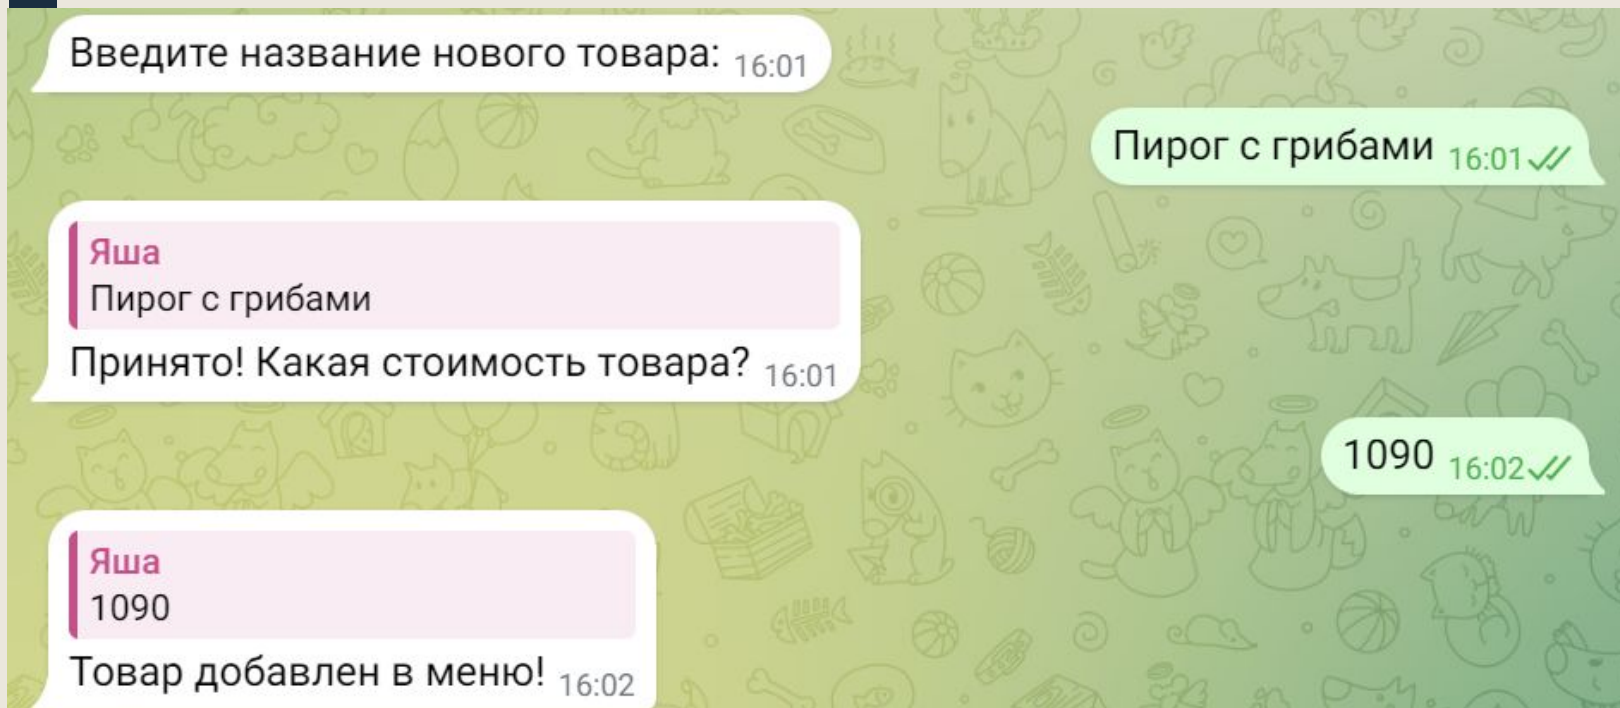 Введите название нового товара: 16:01
Пирог с грибами 16:01
Яша
Пирог с грибами
Принято! Какая стоимость товара? 16:01
1090 16:02
Яша
1090
Товар добавлен в меню! 16:02